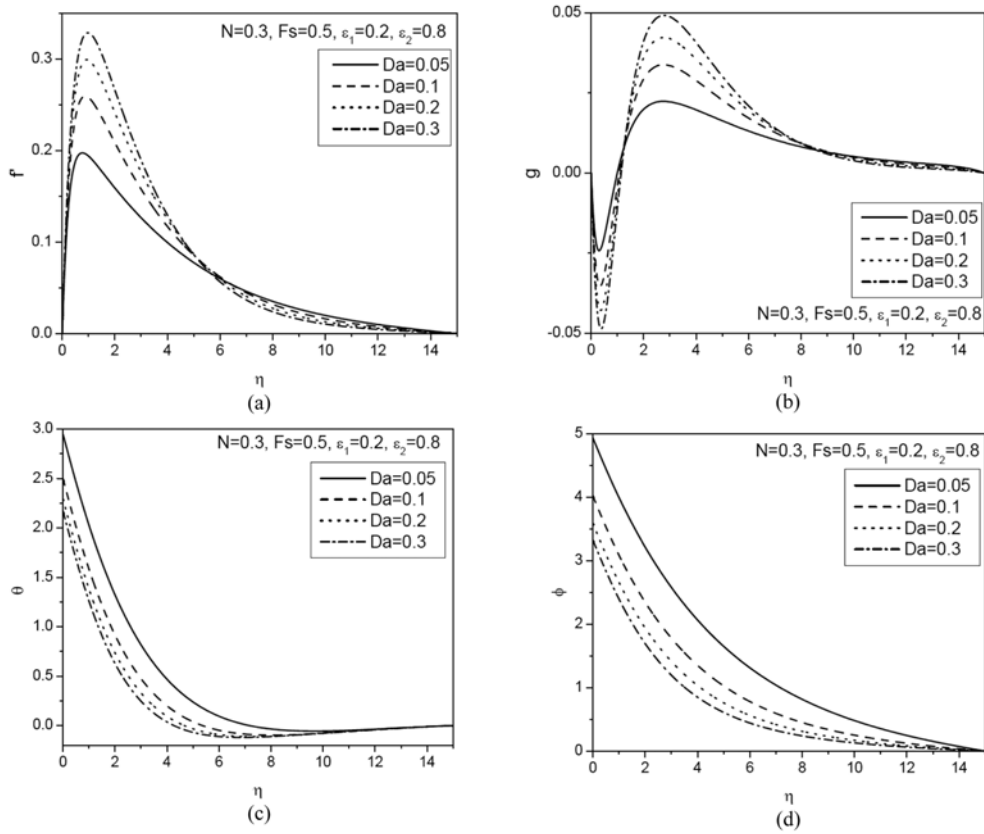 N=0.3, Fs=0.5, ε₁=0.2, ε₂=0.8
Da=0.05
Da=0.1
Da=0.2
Da=0.3
f'
0.3
0.2
0.1
0.0
0 2 4 6 8 10 12 14
η
(a)
g
0.05
0.00
-0.05
Da=0.05
Da=0.1
Da=0.2
Da=0.3
N=0.3, Fs=0.5, ε₁=0.2, ε₂=0.8
0 2 4 6 8 10 12 14
η
(b)
N=0.3, Fs=0.5, ε₁=0.2, ε₂=0.8
Da=0.05
Da=0.1
Da=0.2
Da=0.3
θ
3.0
2.5
2.0
1.5
1.0
0.5
0.0
0 2 4 6 8 10 12 14
η
(c)
N=0.3, Fs=0.5, ε₁=0.2, ε₂=0.8
Da=0.05
Da=0.1
Da=0.2
Da=0.3
ϕ
5
4
3
2
1
0
0 2 4 6 8 10 12 14
η
(d)